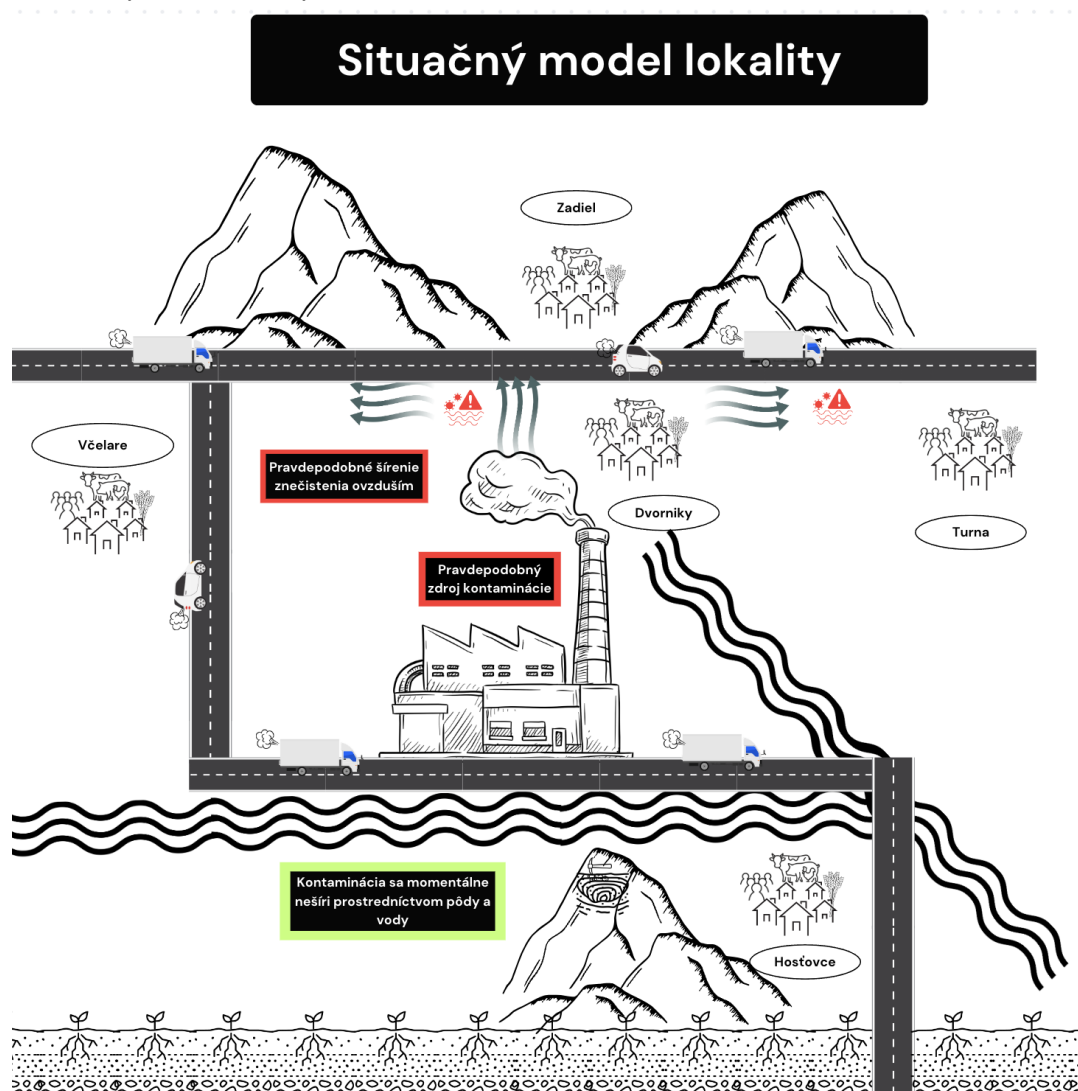 Situačný model lokality
Zadiel
Včelare
Pravdepodobné šírenie
znečistenia ovzduším
Dvorniky
Turna
Pravdepodobný
zdroj kontaminácie
Kontaminácia sa momentálne
nešíri prostredníctvom pôdy a
vody
Hosťovce